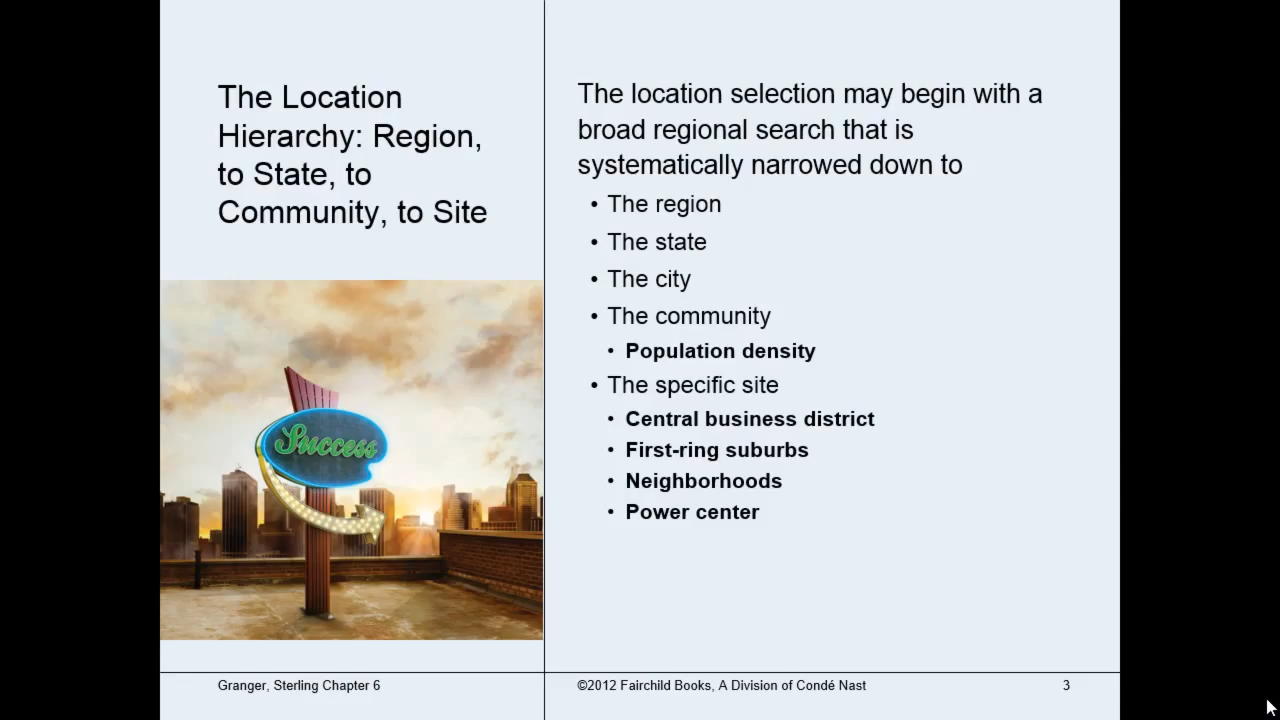 The Location
Hierarchy: Region,
to State, to
Community, to Site
Success
The location selection may begin with a
broad regional search that is
systematically narrowed down to
• The region
• The state
• The city
• The community
• Population density
• The specific site
• Central business district
• First-ring suburbs
• Neighborhoods
• Power center
Granger, Sterling Chapter 6
©2012 Fairchild Books, A Division of Condé Nast
3